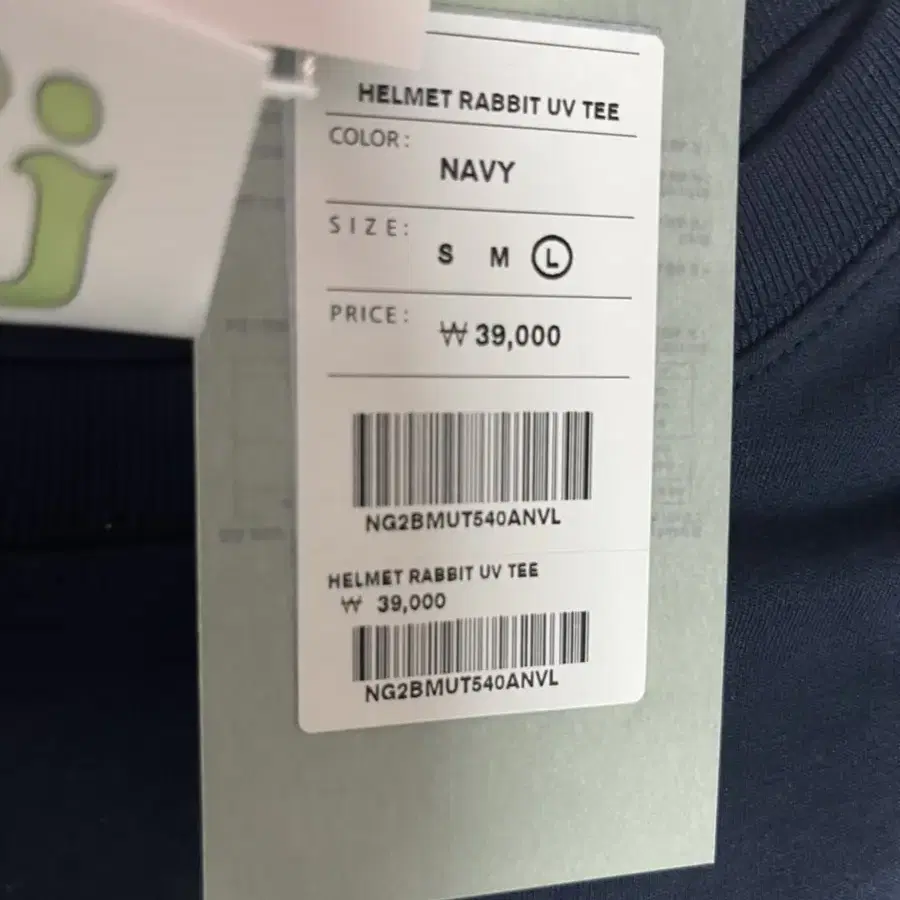 j
HELMET RABBIT UV TEE
COLOR:
NAVY
SIZE:
S M L
PRICE:
₩ 39,000
NG2BMUT540ANVL
HELMET RABBIT UV TEE
₩ 39,000
NG2BMUT540ANVL